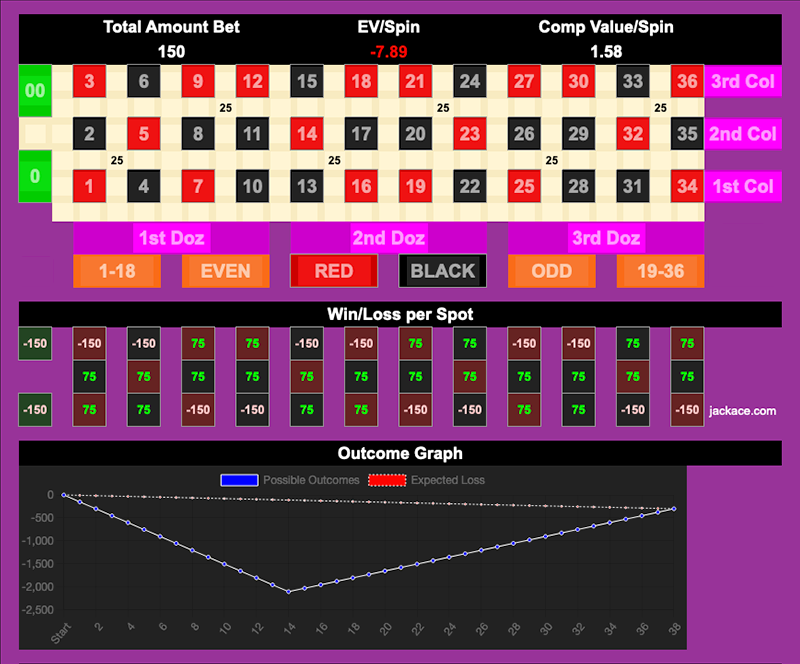 Total Amount Bet EV/Spin Comp Value/Spin
150 -7.89 1.58
00 3 6 9 12 15 18 21 24 27 30 33 36 3rd Col
25 25 25
2 5 8 11 14 17 20 23 26 29 32 35 2nd Col
25 25 25
0 1 4 7 10 13 16 19 22 25 28 31 34 1st Col
1st Doz 2nd Doz 3rd Doz
1-18 EVEN RED BLACK ODD 19-36
Win/Loss per Spot
-150 -150 -150 75 75 -150 -150 75 75 -150 -150 75 75
75 75 75 75 75 75 75 75 75 75 75 75
-150 75 75 -150 -150 75 75 -150 -150 75 75 -150 -150 jackace.com
Outcome Graph
Possible Outcomes Expected Loss
0
-500
-1,000
-1,500
-2,000
-2,500
Start 2 4 6 8 10 12 14 16 18 20 22 24 26 28 30 32 34 36 38